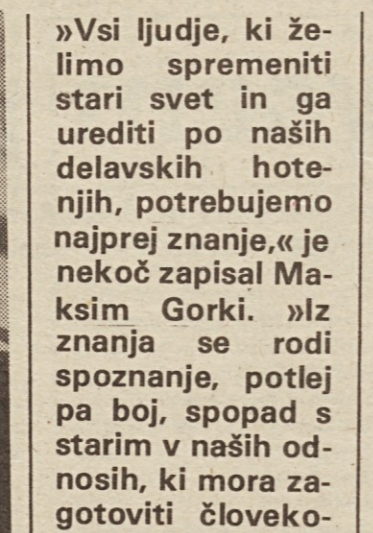 »Vsi ljudje, ki že-
limo spremeniti
stari svet in ga
urediti po naših
delavskih hote-
njih, potrebujemo
najprej znanje,« je
nekoč zapisal Ma-
ksim Gorki. »Iz
znanja se rodi
spoznanje, potlej
pa boj, spopad s
starim v naših od-
nosih, ki mora za-
gotoviti človeko-